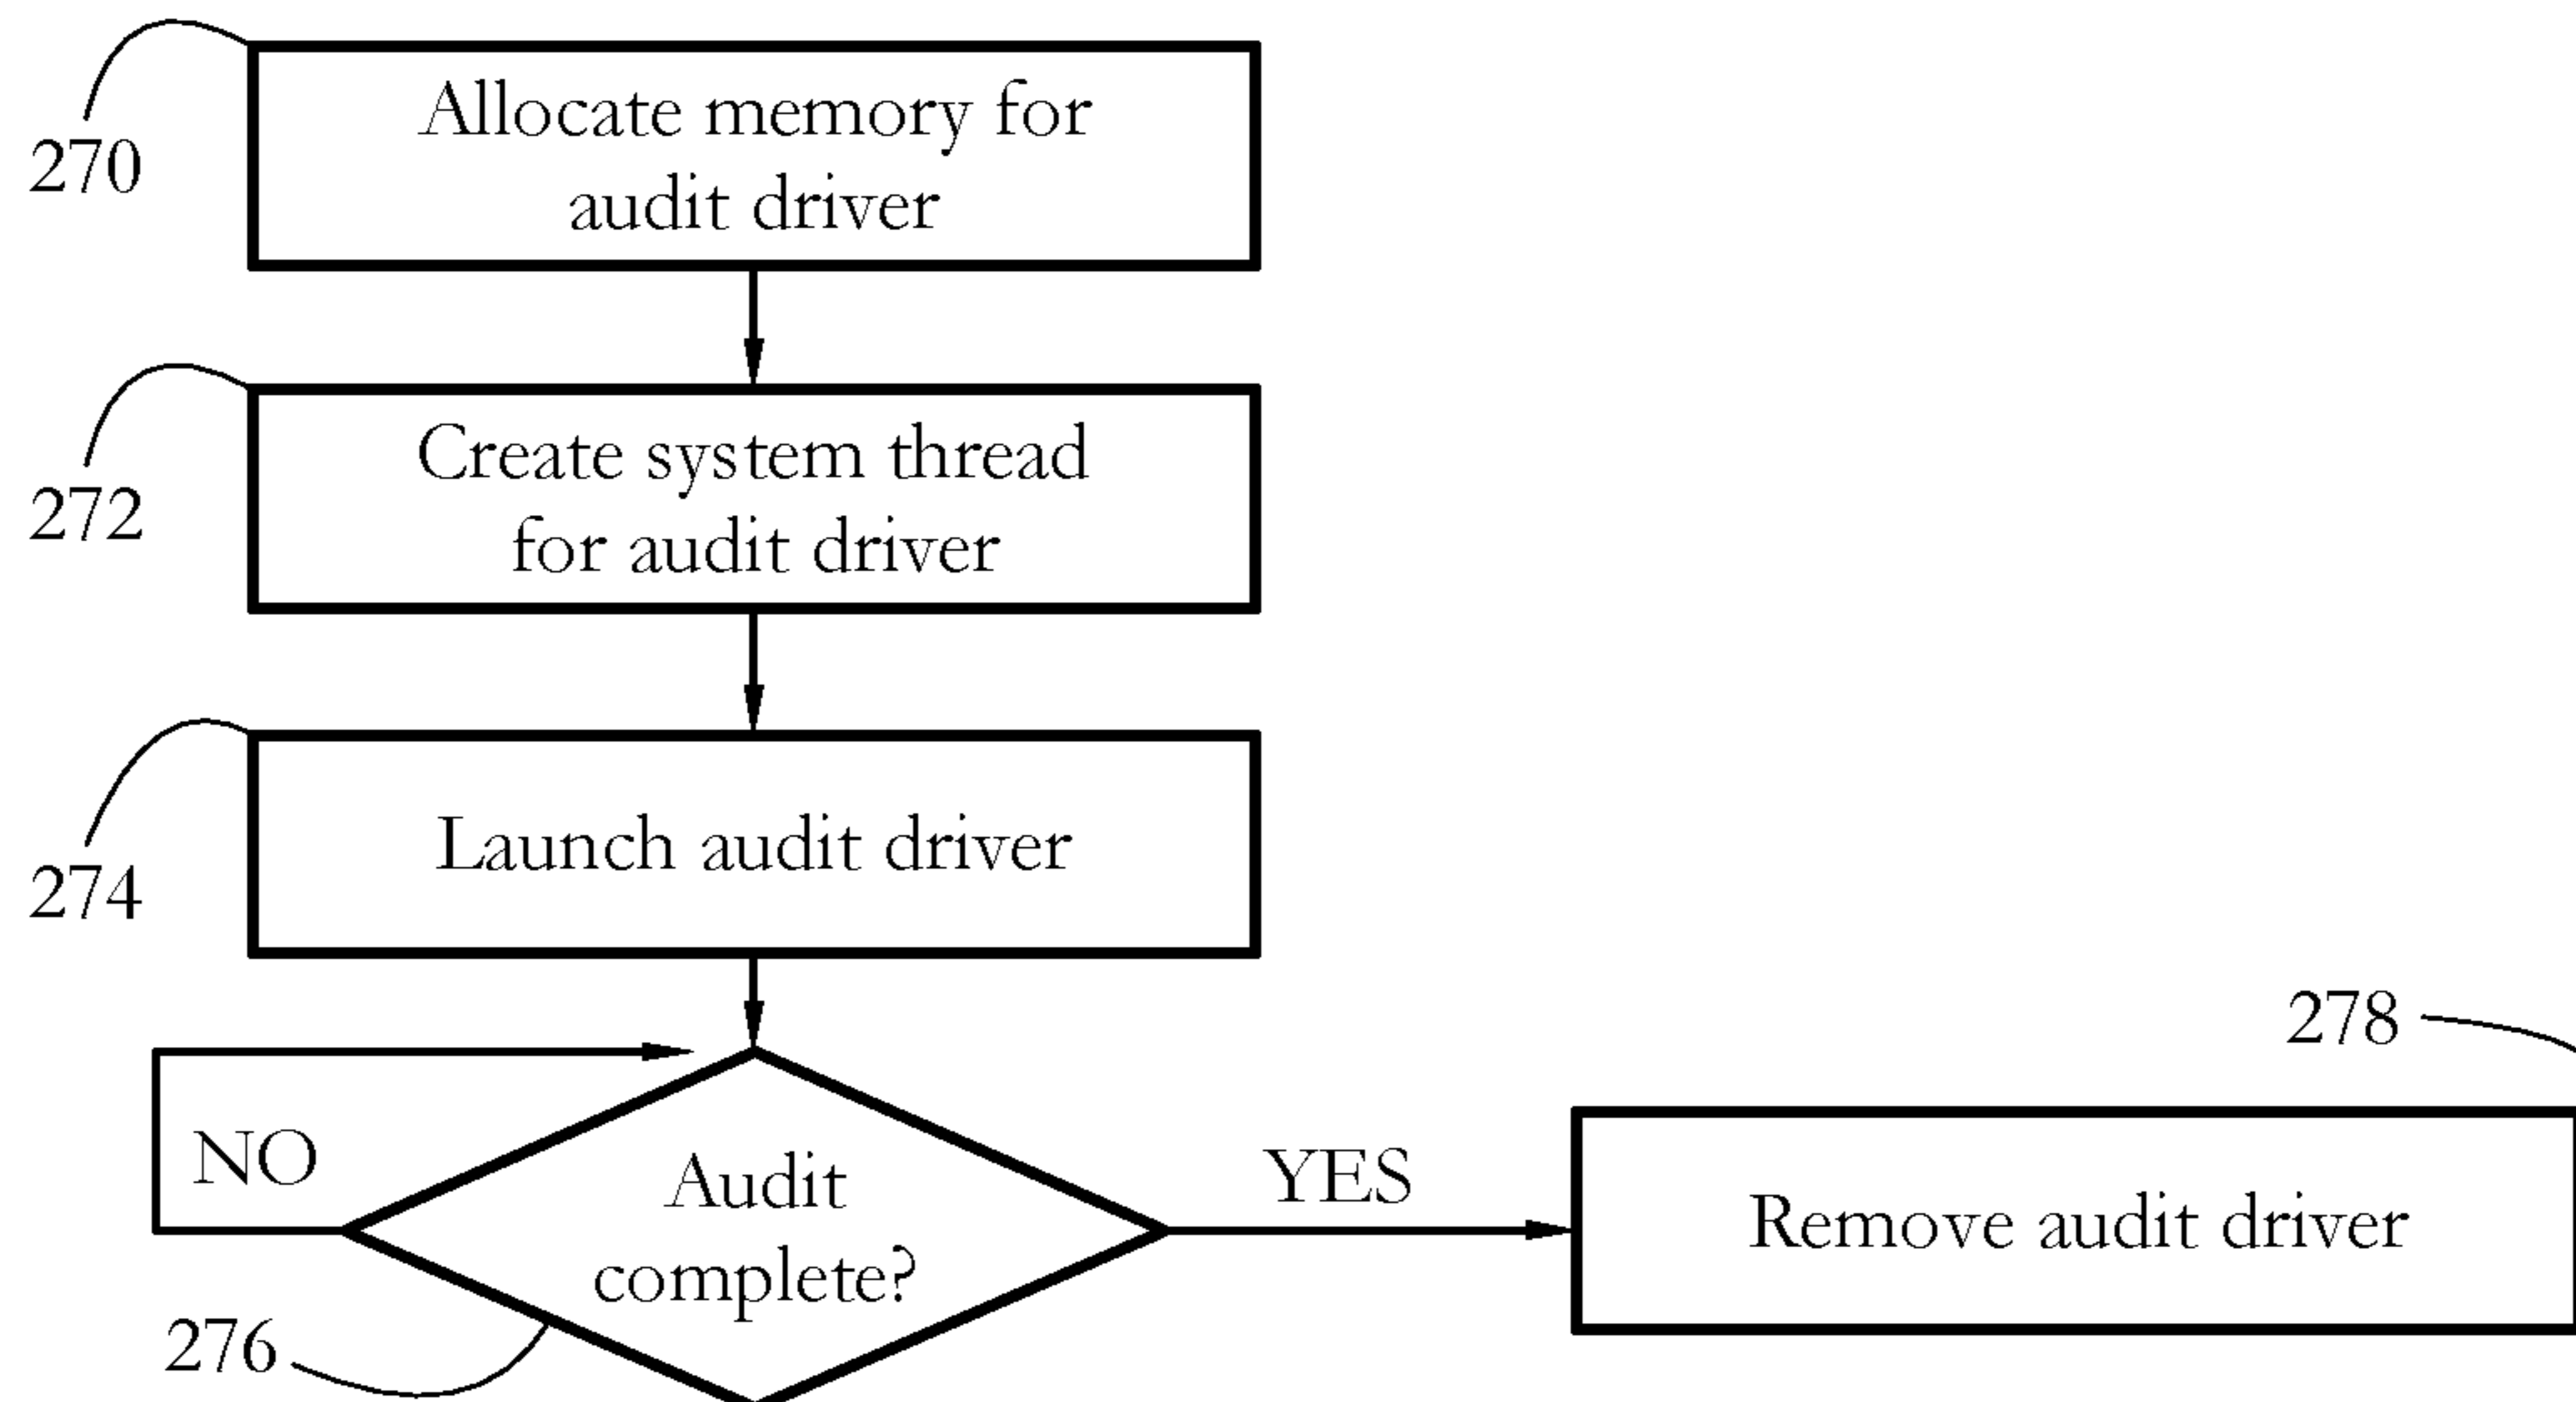 270
Allocate memory for
audit driver
272
Create system thread
for audit driver
274
Launch audit driver
278
NO
Audit
complete?
YES
Remove audit driver
276